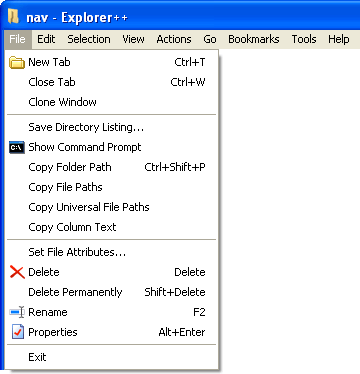 nav - Explorer++
File Edit Selection View Actions Go Bookmarks Tools Help
New Tab Ctrl+T
Close Tab Ctrl+W
Clone Window
Save Directory Listing...
C:\ Show Command Prompt
Copy Folder Path Ctrl+Shift+P
Copy File Paths
Copy Universal File Paths
Copy Column Text
Set File Attributes...
Delete Delete
Delete Permanently Shift+Delete
Rename F2
Properties Alt+Enter
Exit